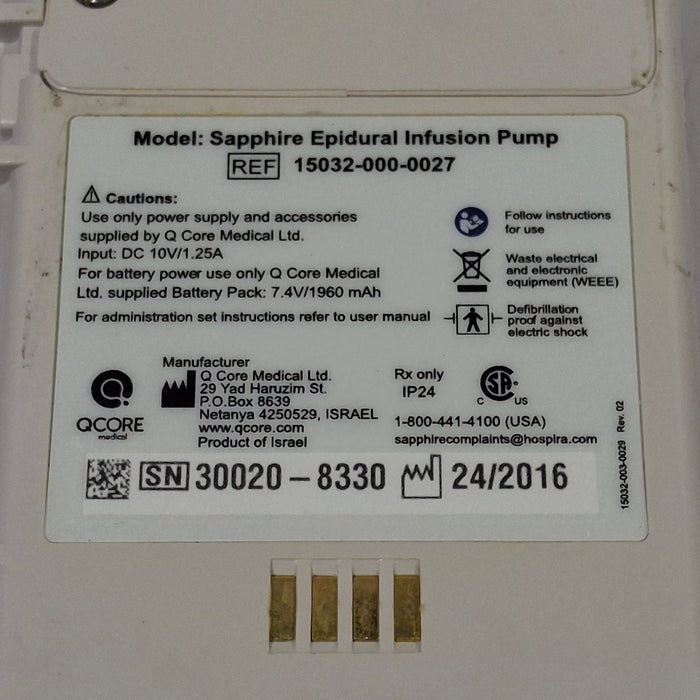 Model: Sapphire Epidural Infusion Pump
REF 15032-000-0027
Cautions:
Use only power supply and accessories
supplied by Q Core Medical Ltd.
Input: DC 10V/1.25A
For battery power use only Q Core Medical
Ltd. supplied Battery Pack: 7.4V/1960 mAh
For administration set instructions refer to user manual
Follow instructions
for use
Waste electrical
and electronic
equipment (WEEE)
Defibrillation
proof against
electric shock
QCORE
medical
Manufacturer
Q Core Medical Ltd.
29 Yad Haruzim St.
P.O.Box 8639
Netanya 4250529, ISRAEL
www.qcore.com
Product of Israel
Rx only
IP24
C SA US
1-800-441-4100 (USA)
sapphirecomplaints@hospira.com
SN 30020-8330 24/2016
15032-003-0029 Rev. 02